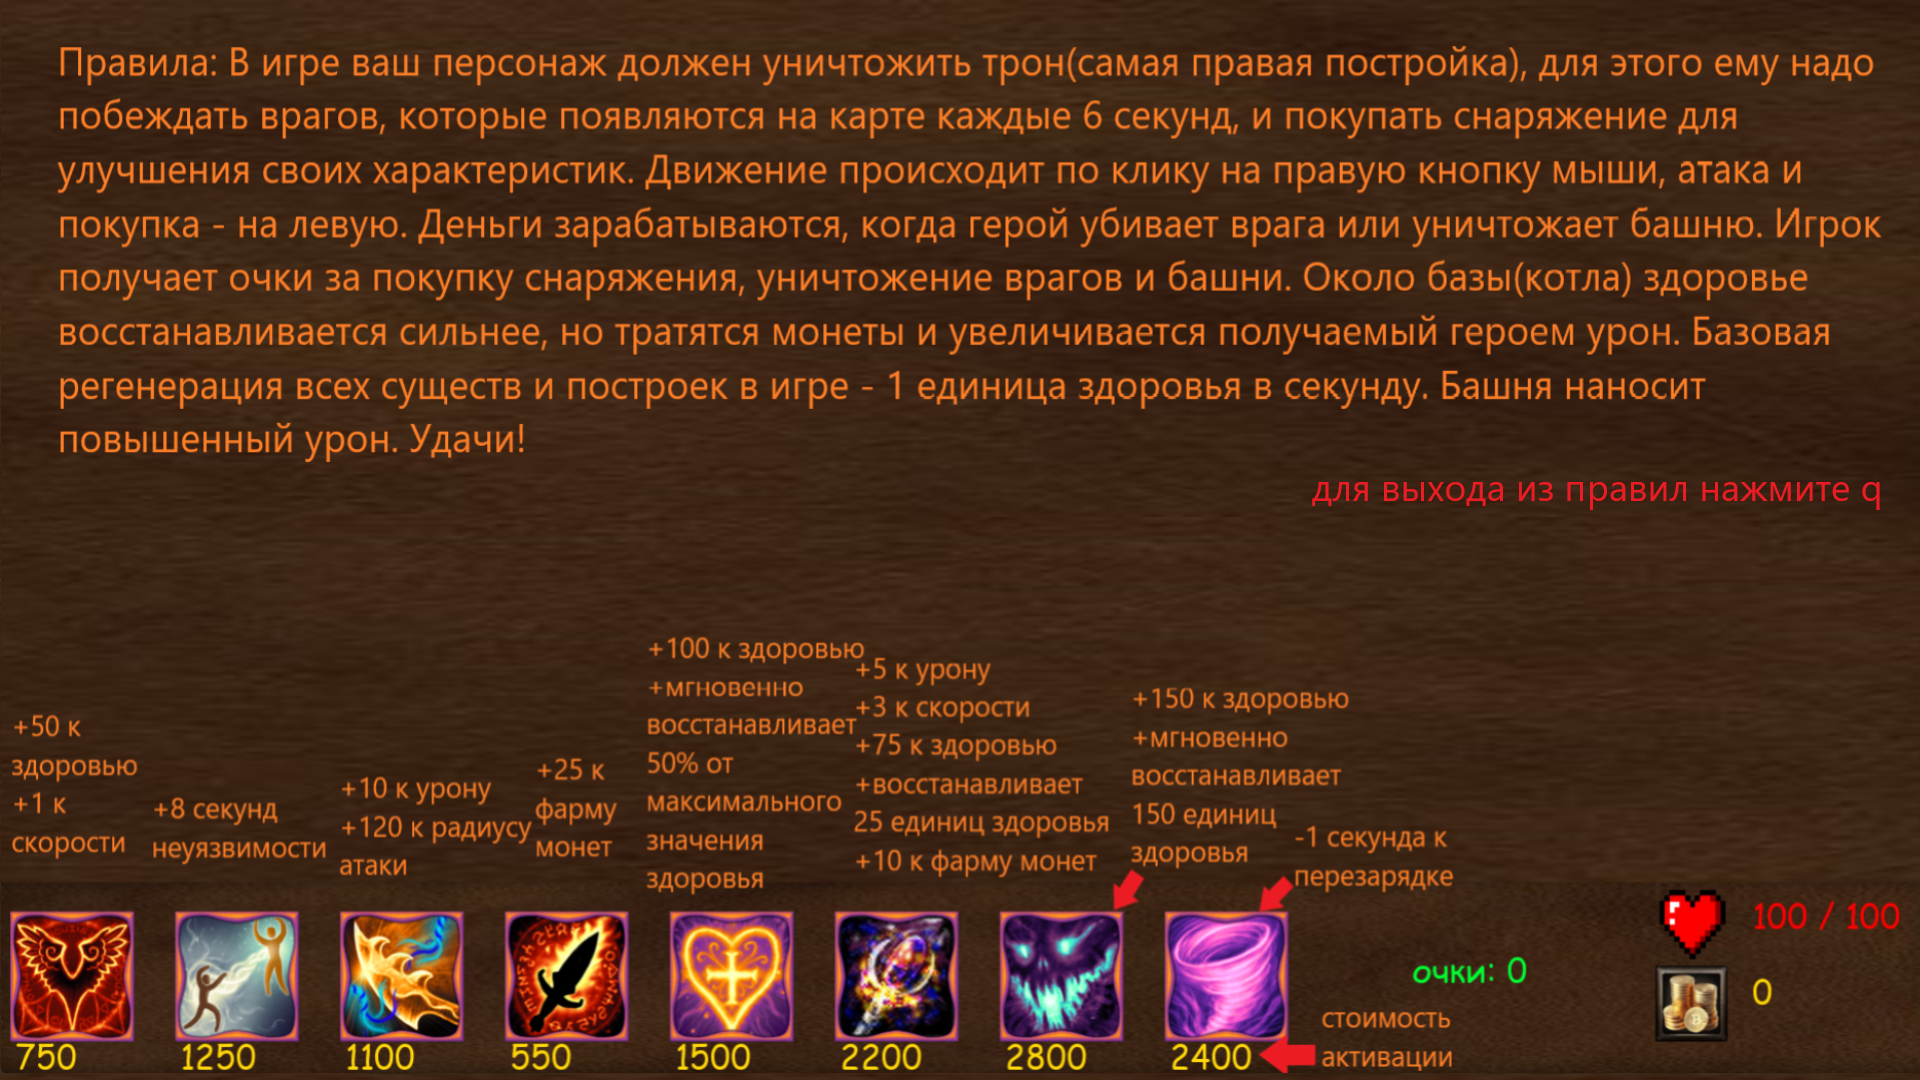 Правила: В игре ваш персонаж должен уничтожить трон(самая правая постройка), для этого ему надо
побеждать врагов, которые появляются на карте каждые 6 секунд, и покупать снаряжение для
улучшения своих характеристик. Движение происходит по клику на правую кнопку мыши, атака и
покупка - на левую. Деньги зарабатываются, когда герой убивает врага или уничтожает башню. Игрок
получает очки за покупку снаряжения, уничтожение врагов и башни. Около базы(котла) здоровье
восстанавливается сильнее, но тратятся монеты и увеличивается получаемый героем урон. Базовая
регенерация всех существ и построек в игре - 1 единица здоровья в секунду. Башня наносит
повышенный урон. Удачи!
для выхода из правил нажмите q
+50 к
здоровью
+1 к
скорости
+8 секунд
неуязвимости
+10 к урону
+120 к радиусу
атаки
+25 к
фарму
монет
+100 к здоровью
+мгновенно
восстанавливает
50% от
максимального
значения
здоровья
+5 к урону
+3 к скорости
+75 к здоровью
+восстанавливает
25 единиц здоровья
+10 к фарму монет
+150 к здоровью
+мгновенно
восстанавливает
150 единиц
здоровья
-1 секунда к
перезарядке
100 / 100
очки: 0
0
стоимость
активации
750
1250
1100
550
1500
2200
2800
2400